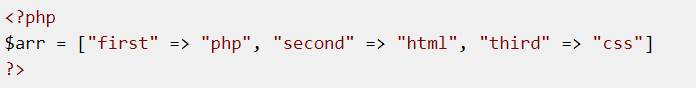 <?php
$arr = ["first" => "php", "second" => "html", "third" => "css"]
?>